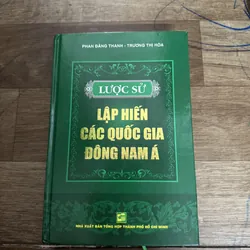 PHAN ĐĂNG THANH - TRƯƠNG THỊ HÒA
LƯỢC SỬ
LẬP HIẾN
CÁC QUỐC GIA
ĐÔNG NAM Á
NHÀ XUẤT BẢN TỔNG HỢP THÀNH PHỐ HỒ CHÍ MINH